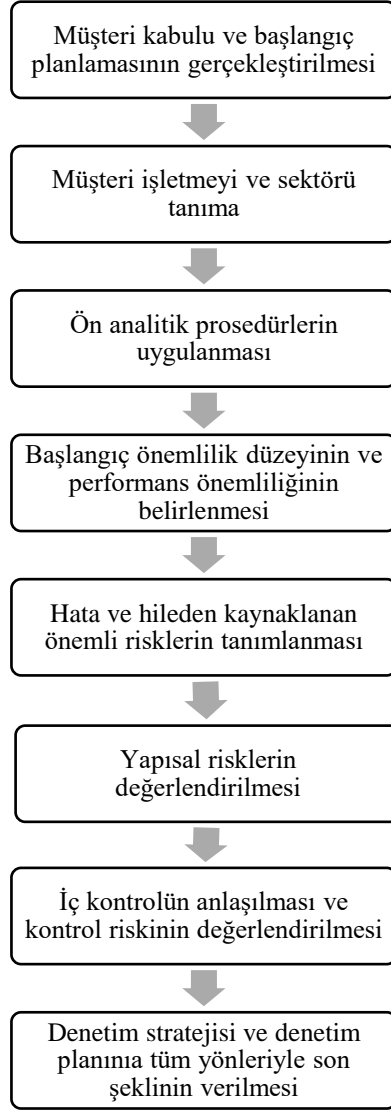 Müşteri kabulu ve başlangıç
planlamasının gerçekleştirilmesi
Müşteri işletmeyi ve sektörü
tanıma
Ön analitik prosedürlerin
uygulanması
Başlangıç önemlilik düzeyinin ve
performans önemliliğinin
belirlenmesi
Hata ve hileden kaynaklanan
önemli risklerin tanımlanması
Yapısal risklerin
değerlendirilmesi
İç kontrolün anlaşılması ve
kontrol riskinin değerlendirilmesi
Denetim stratejisi ve denetim
planınıa tüm yönleriyle son
şeklinin verilmesi